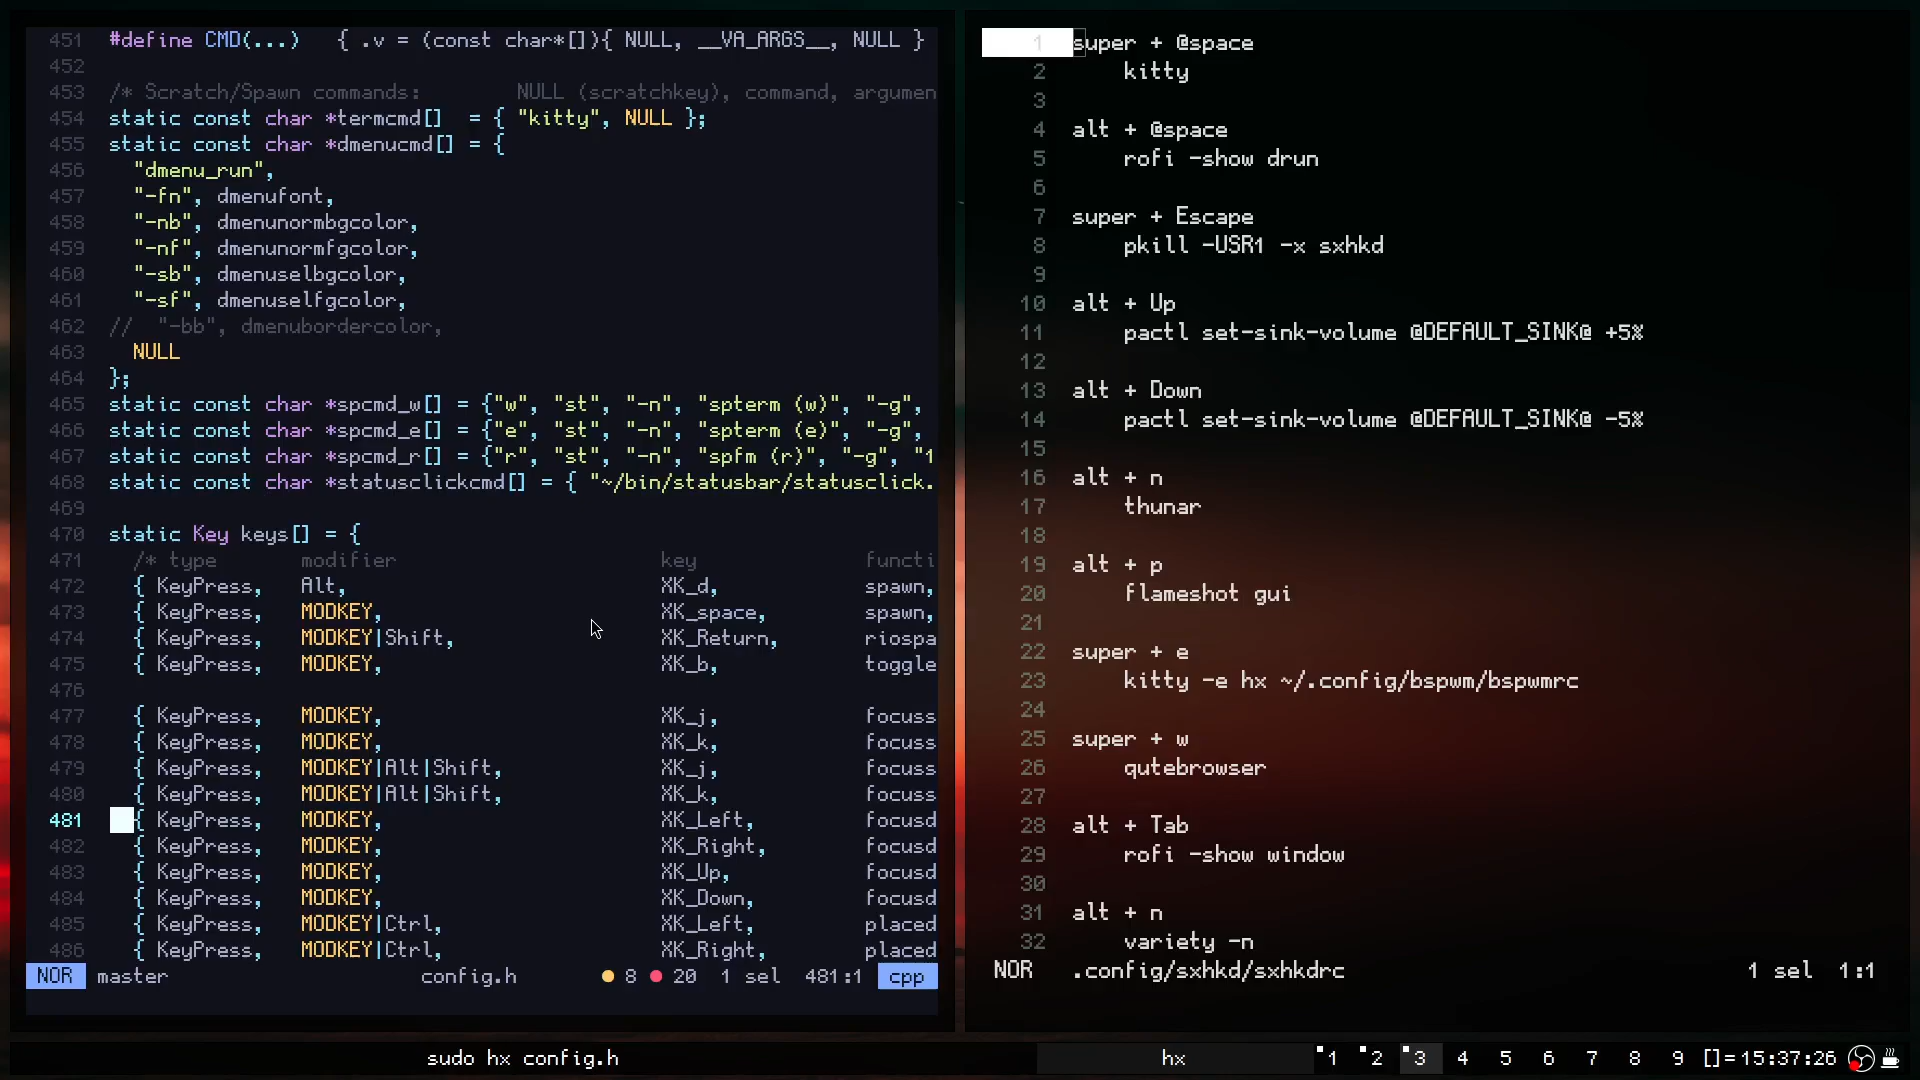 451 #define CMD(...) { .v = (const char*[]){ NULL, __VA_ARGS__, NULL }
452
453 /* Scratch/Spawn commands: NULL (scratchkey), command, argumen
454 static const char *termcmd[] = { "kitty", NULL };
455 static const char *dmenucmd[] = {
456 "dmenu_run",
457 "-fn", dmenufont,
458 "-nb", dmenunormbgcolor,
459 "-nf", dmenunormfgcolor,
460 "-sb", dmenuselbgcolor,
461 "-sf", dmenuselfgcolor,
462 // "-bb", dmenubordercolor,
463 NULL
464 };
465 static const char *spcmd_w[] = {"w", "st", "-n", "spterm (w)", "-g",
466 static const char *spcmd_e[] = {"e", "st", "-n", "spterm (e)", "-g",
467 static const char *spcmd_r[] = {"r", "st", "-n", "spfm (r)", "-g", "1
468 static const char *statusclickcmd[] = { "~/bin/statusbar/statusclick.
469
470 static Key keys[] = {
471 /* type modifier key functi
472 { KeyPress, Alt, XK_d, spawn,
473 { KeyPress, MODKEY, XK_space, spawn,
474 { KeyPress, MODKEY|Shift, XK_Return, riospa
475 { KeyPress, MODKEY, XK_b, toggle
476
477 { KeyPress, MODKEY, XK_j, focuss
478 { KeyPress, MODKEY, XK_k, focuss
479 { KeyPress, MODKEY|Alt|Shift, XK_j, focuss
480 { KeyPress, MODKEY|Alt|Shift, XK_k, focuss
481 { KeyPress, MODKEY, XK_Left, focusd
482 { KeyPress, MODKEY, XK_Right, focusd
483 { KeyPress, MODKEY, XK_Up, focusd
484 { KeyPress, MODKEY, XK_Down, focusd
485 { KeyPress, MODKEY|Ctrl, XK_Left, placed
486 { KeyPress, MODKEY|Ctrl, XK_Right, placed
NOR master config.h 8 20 1 sel 481:1 cpp
1 super + @space
2 kitty
3
4 alt + @space
5 rofi -show drun
6
7 super + Escape
8 pkill -USR1 -x sxhkd
9
10 alt + Up
11 pactl set-sink-volume @DEFAULT_SINK@ +5%
12
13 alt + Down
14 pactl set-sink-volume @DEFAULT_SINK@ -5%
15
16 alt + n
17 thunar
18
19 alt + p
20 flameshot gui
21
22 super + e
23 kitty -e hx ~/.config/bspwm/bspwmrc
24
25 super + w
26 qutebrowser
27
28 alt + Tab
29 rofi -show window
30
31 alt + n
32 variety -n
NOR .config/sxhkd/sxhkdrc 1 sel 1:1
sudo hx config.h hx 1 2 3 4 5 6 7 8 9 []= 15:37:26